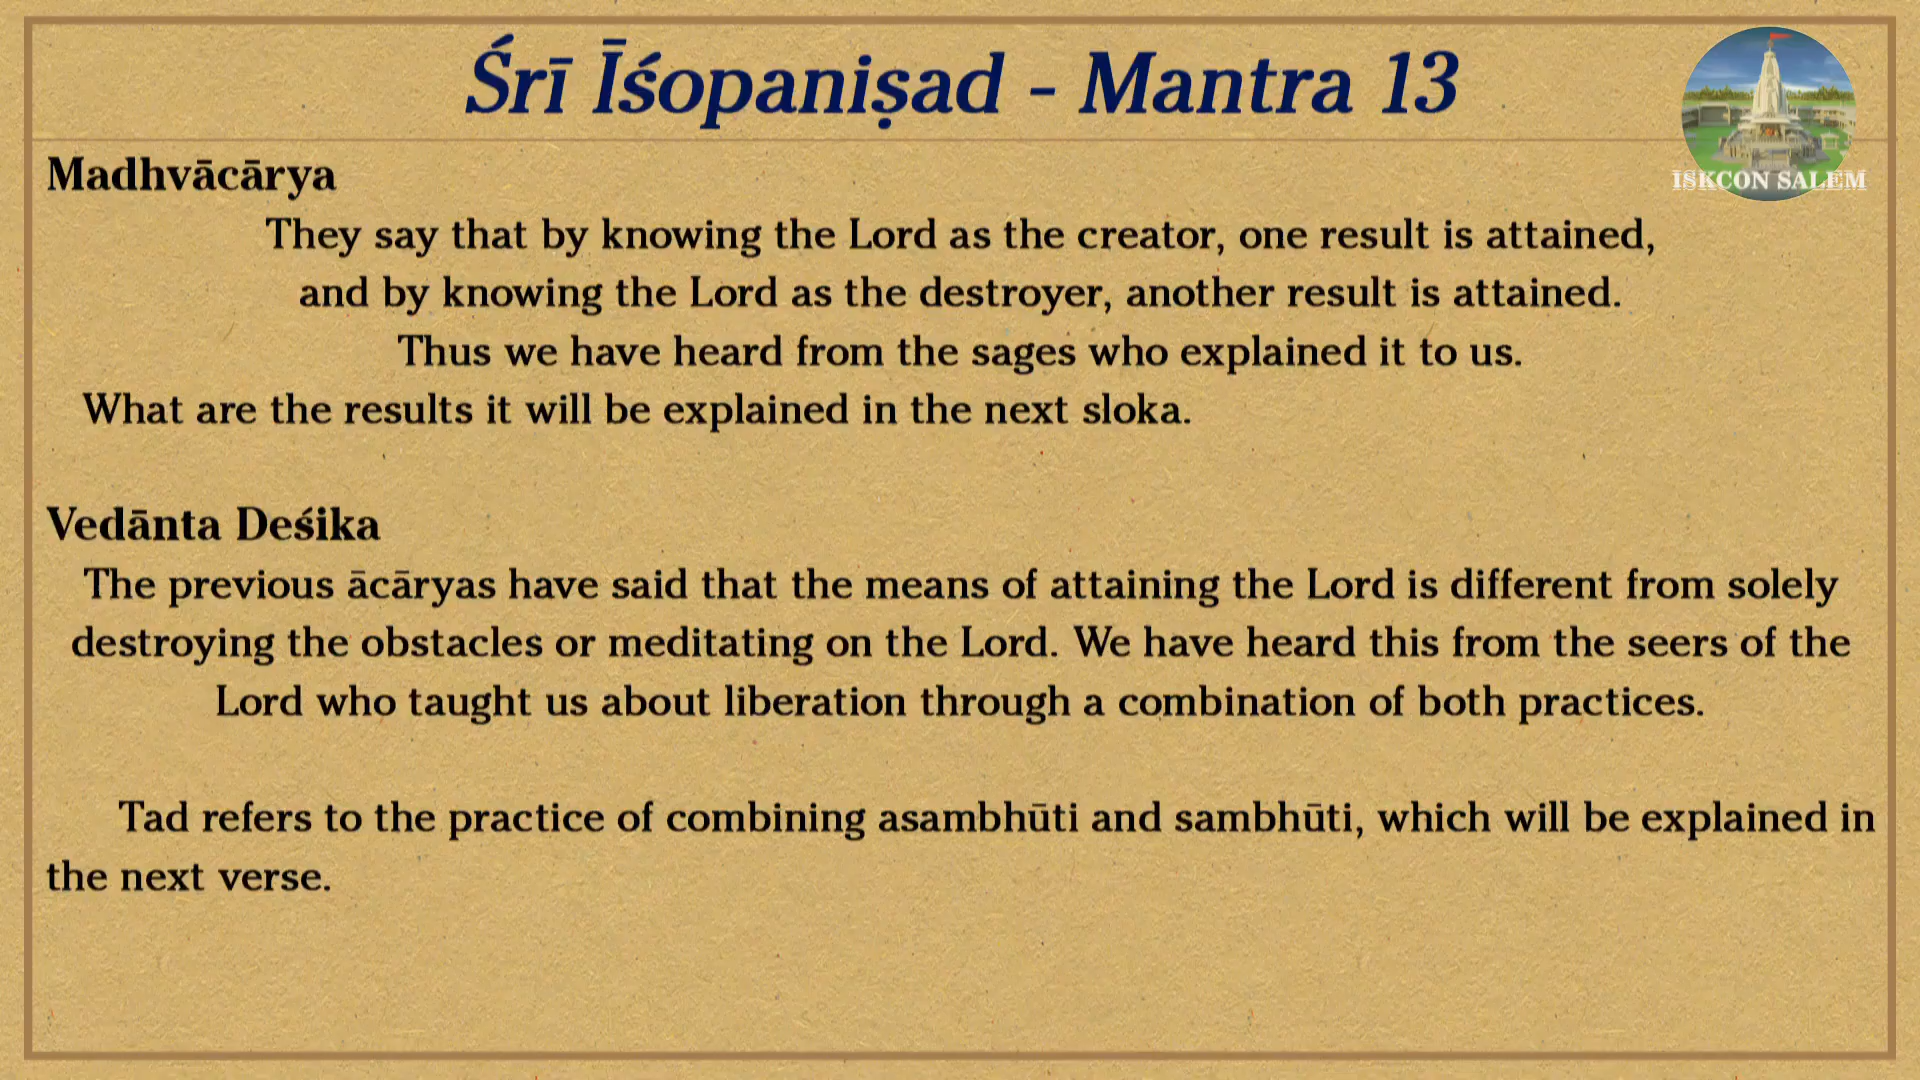 Śrī Īśopaniṣad - Mantra 13
ISKCON SALEM
Madhvācārya
They say that by knowing the Lord as the creator, one result is attained,
and by knowing the Lord as the destroyer, another result is attained.
Thus we have heard from the sages who explained it to us.
What are the results it will be explained in the next sloka.
Vedānta Deśika
The previous ācāryas have said that the means of attaining the Lord is different from solely
destroying the obstacles or meditating on the Lord. We have heard this from the seers of the
Lord who taught us about liberation through a combination of both practices.
Tad refers to the practice of combining asambhūti and sambhūti, which will be explained in
the next verse.